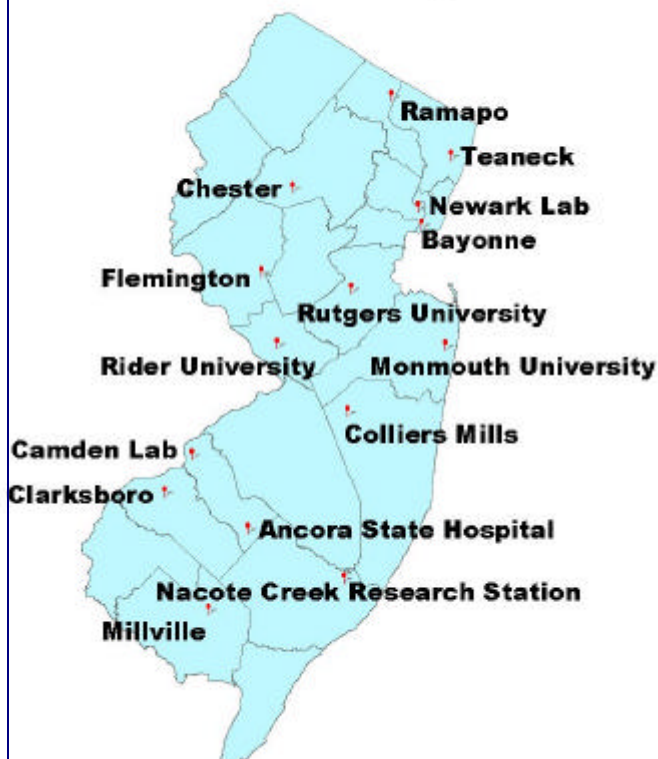 Ramapo
Teaneck
Chester
Newark Lab
Bayonne
Flemington
Rutgers University
Rider University
Monmouth University
Colliers Mills
Camden Lab
Clarksboro
Ancora State Hospital
Nacote Creek Research Station
Millville